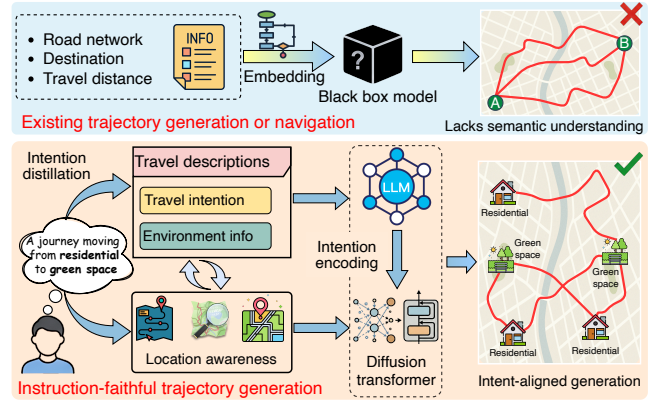 • Road network
• Destination
• Travel distance
INFO
Embedding
?
Black box model
A
B
Lacks semantic understanding
Existing trajectory generation or navigation
Intention
distillation
A journey moving
from residential
to green space
Travel descriptions
Travel intention
Environment info
Location awareness
LLM
Intention
encoding
Diffusion
transformer
Residential
Green
space
Green
space
Residential
Residential
Intent-aligned generation
Instruction-faithful trajectory generation